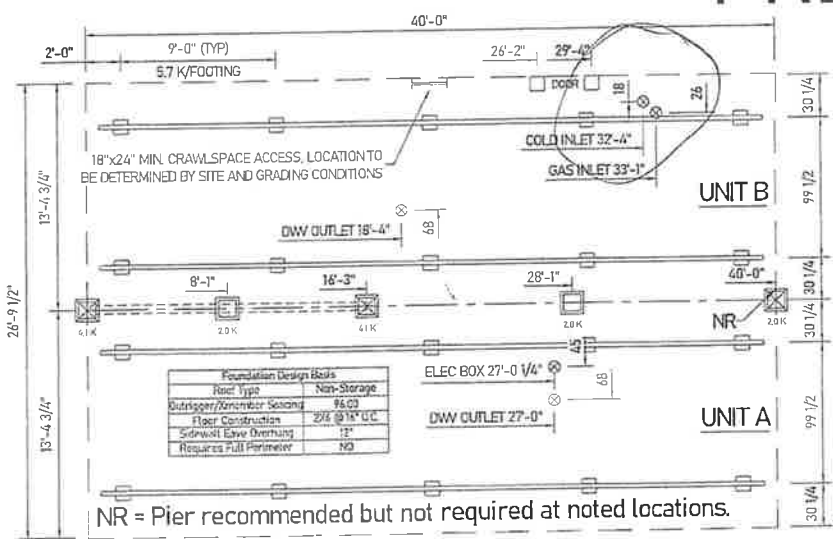 40'-0"
2'-0"
9'-0" (TYP)
26'-2"
29'-4"
5.7 K/FOOTING
DOOR
18
26
30 1/4
18"x24" MIN. CRAWLSPACE ACCESS, LOCATION TO
BE DETERMINED BY SITE AND GRADING CONDITIONS
COLD INLET 32'-4"
GAS INLET 33'-1"
13'-4 3/4"
UNIT B
99 1/2
DWV OUTLET 18'-4"
68
8'-1"
16'-3"
28'-1"
40'-0"
30 1/4
26'-9 1/2"
4.1 K
2.0 K
4.1 K
2.0 K
NR
2.0 K
30 1/4
45
ELEC BOX 27'-0 1/4"
68
DWV OUTLET 27'-0"
13'-4 3/4"
UNIT A
99 1/2
Foundation Design Basis
Roof Type Non-Storage
Outrigger/Xmember Spacing 96.00
Floor Construction 2X6 @ 16" O.C.
Sidewall Eave Overhang 12"
Requires Full Perimeter NO
NR = Pier recommended but not required at noted locations.
30 1/4